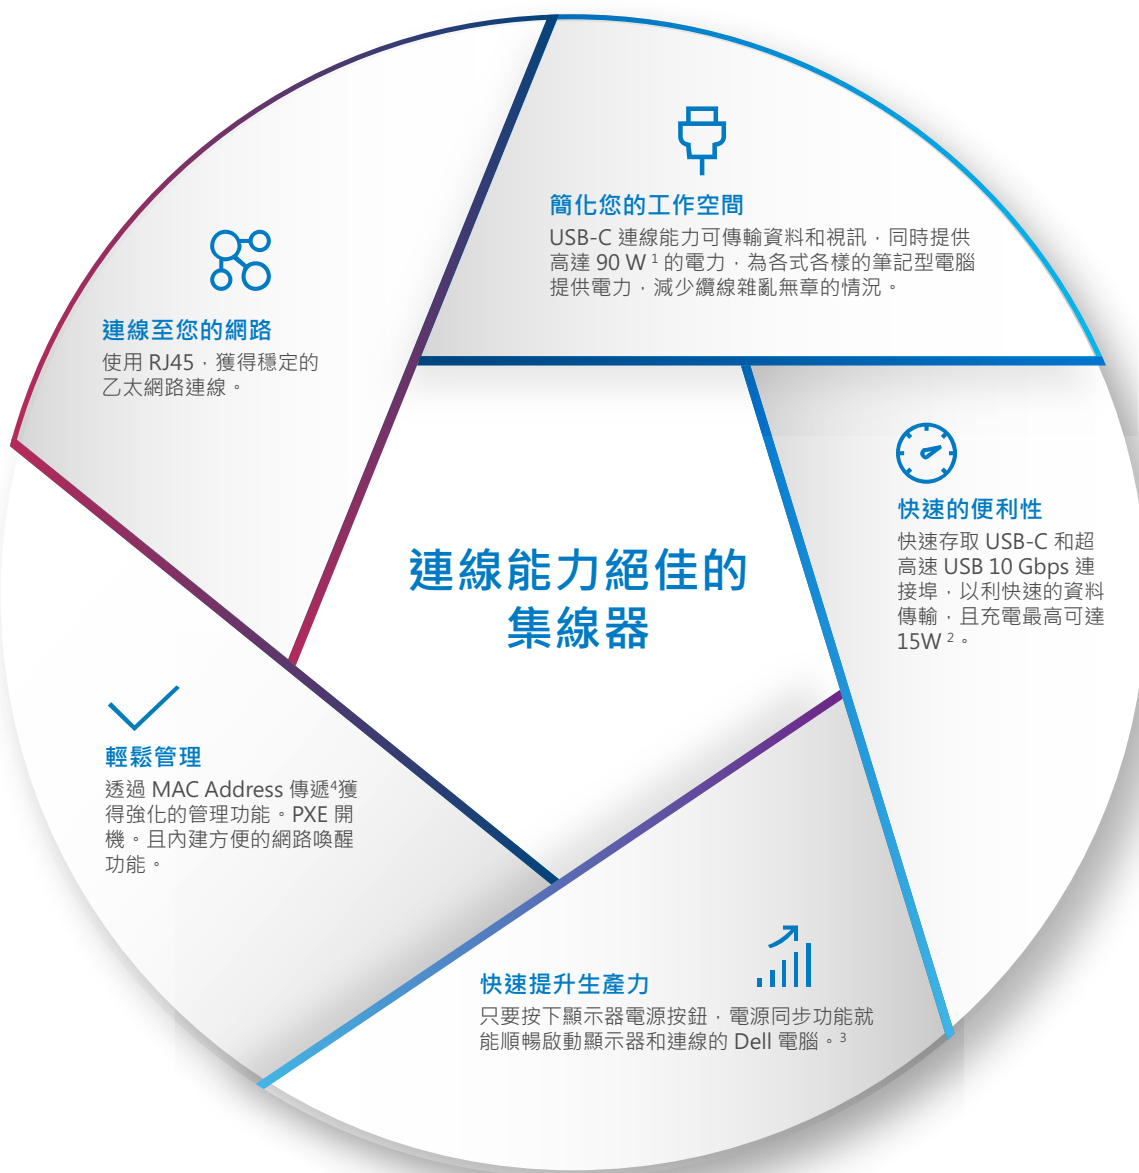 簡化您的工作空間
USB-C 連線能力可傳輸資料和視訊，同時提供
高達 90 W¹ 的電力，為各式各樣的筆記型電腦
提供電力，減少纜線雜亂無章的情況。
連線至您的網路
使用 RJ45，獲得穩定的
乙太網路連線。
快速的便利性
快速存取 USB-C 和超
高速 USB 10 Gbps 連
接埠，以利快速的資料
傳輸，且充電最高可達
15W²。
連線能力絕佳的
集線器
輕鬆管理
透過 MAC Address 傳遞⁴獲
得強化的管理功能。PXE 開
機。且內建方便的網路喚醒
功能。
快速提升生產力
只要按下顯示器電源按鈕，電源同步功能就
能順暢啟動顯示器和連線的 Dell 電腦。³